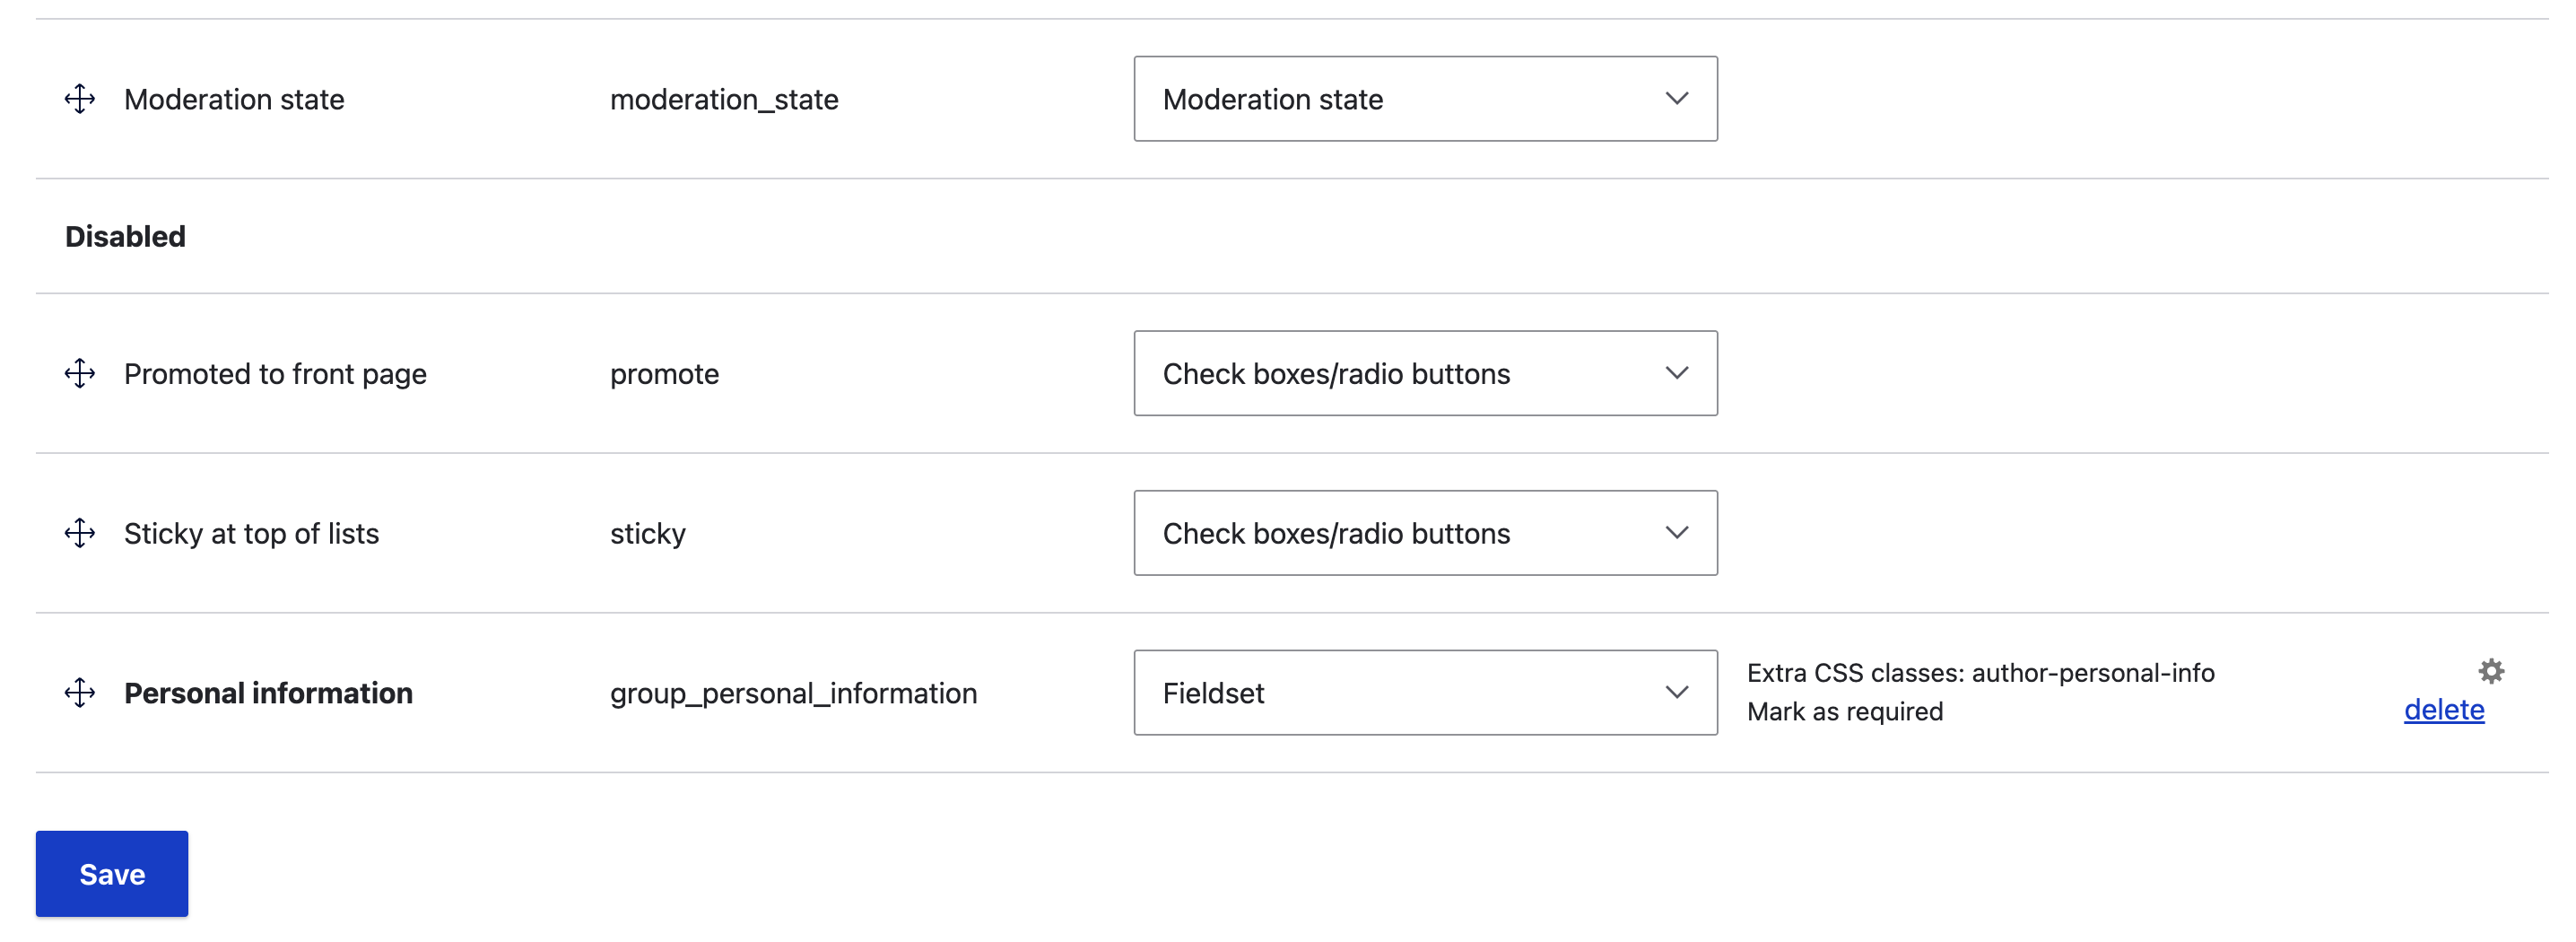 Moderation state moderation_state Moderation state
Disabled
Promoted to front page promote Check boxes/radio buttons
Sticky at top of lists sticky Check boxes/radio buttons
Personal information group_personal_information Fieldset Extra CSS classes: author-personal-info
Mark as required delete
Save